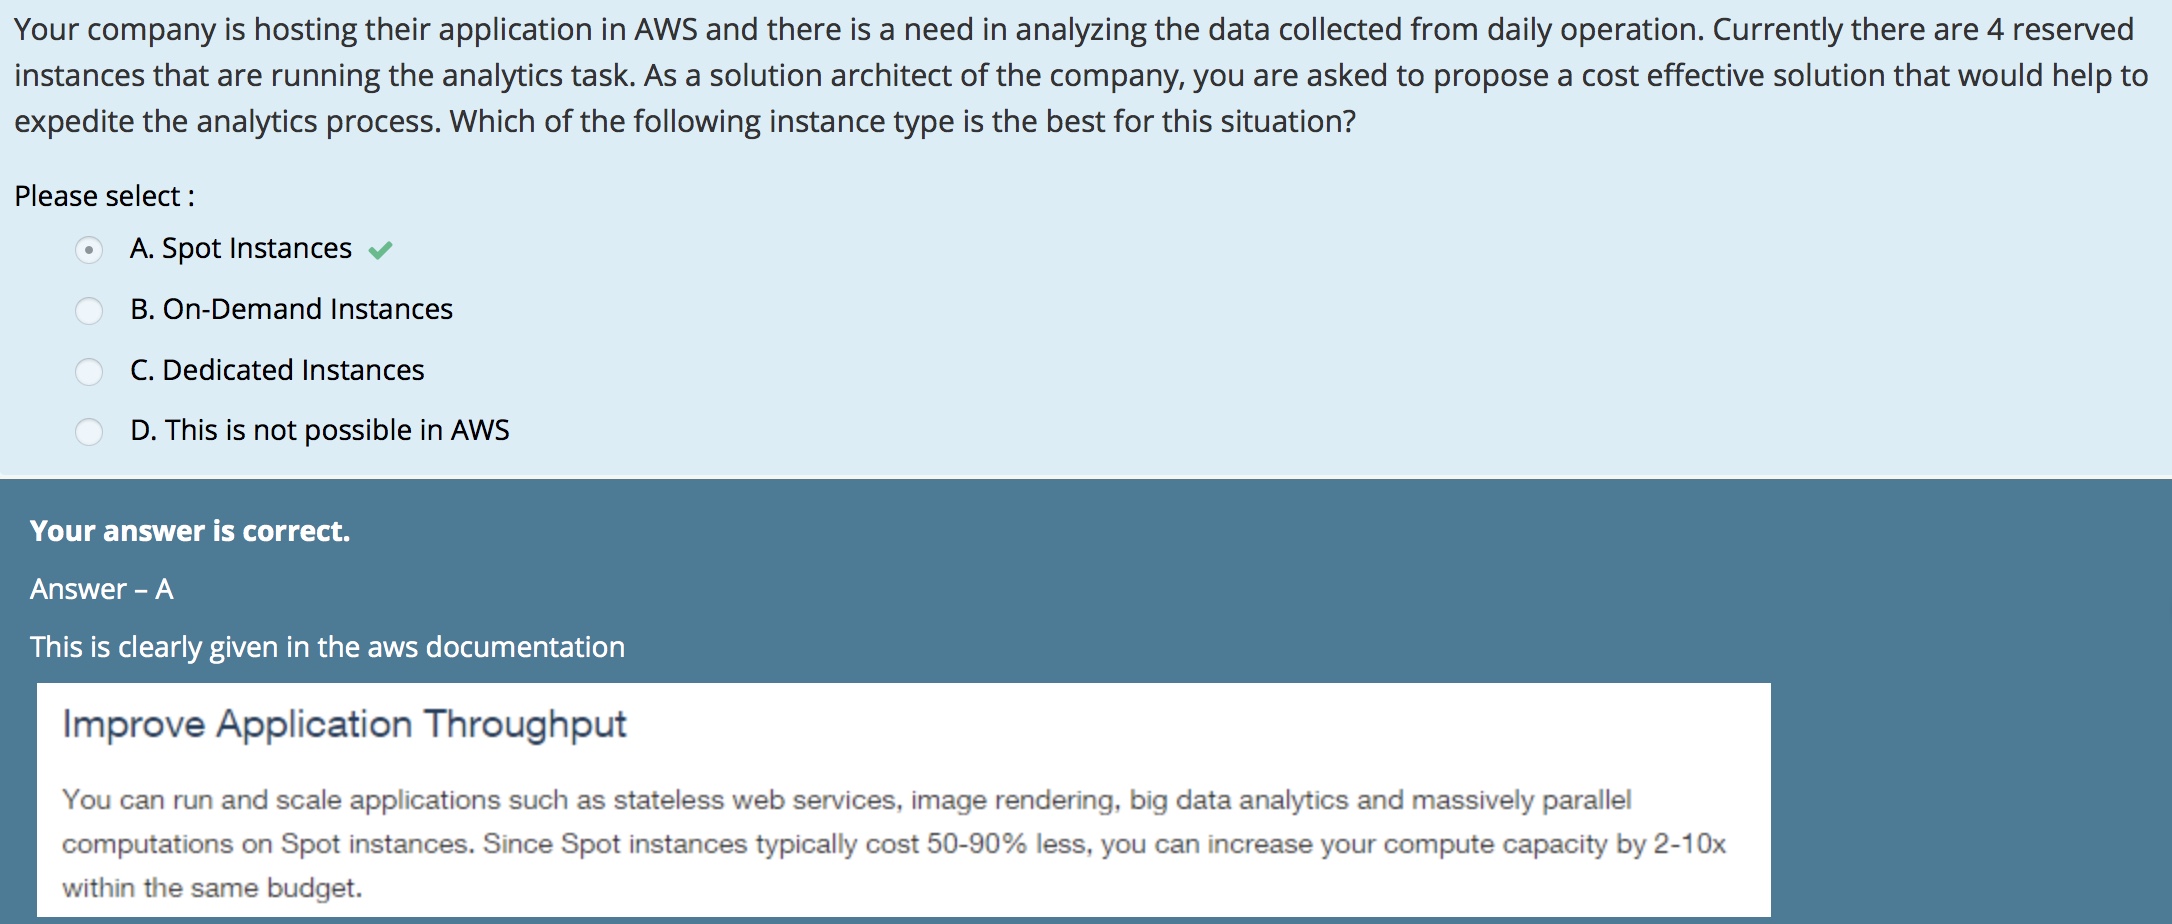 Your company is hosting their application in AWS and there is a need in analyzing the data collected from daily operation. Currently there are 4 reserved
instances that are running the analytics task. As a solution architect of the company, you are asked to propose a cost effective solution that would help to
expedite the analytics process. Which of the following instance type is the best for this situation?
Please select :
A. Spot Instances
B. On-Demand Instances
C. Dedicated Instances
D. This is not possible in AWS
Your answer is correct.
Answer – A
This is clearly given in the aws documentation
Improve Application Throughput
You can run and scale applications such as stateless web services, image rendering, big data analytics and massively parallel
computations on Spot instances. Since Spot instances typically cost 50-90% less, you can increase your compute capacity by 2-10x
within the same budget.